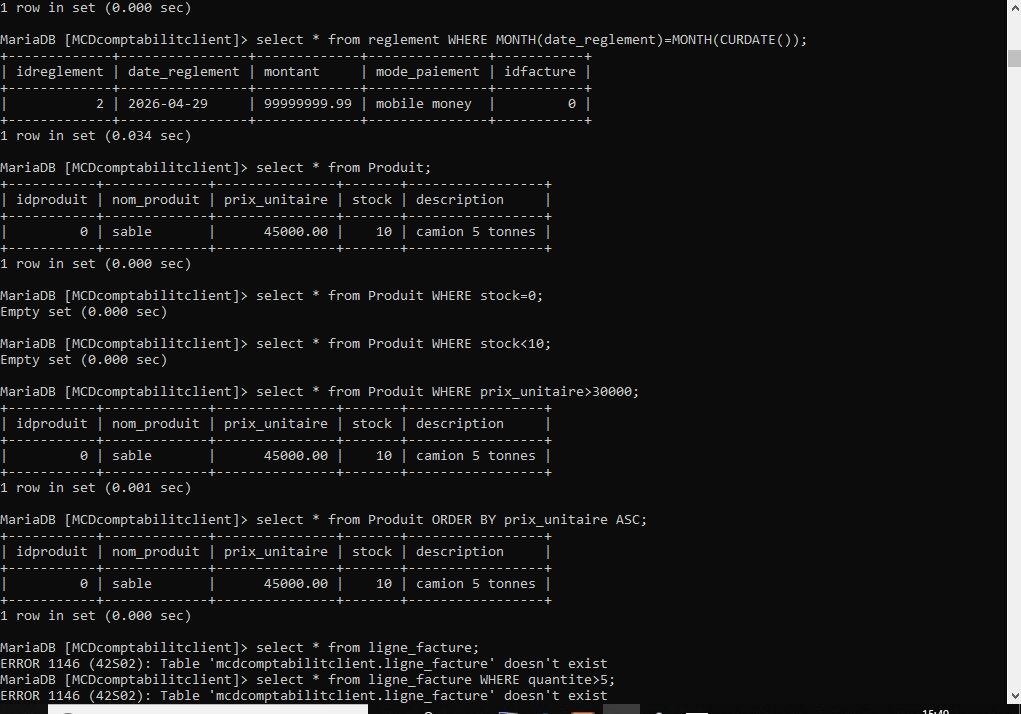 1 row in set (0.000 sec)
MariaDB [MCDcomptabilitclient]> select * from reglement WHERE MONTH(date_reglement)=MONTH(CURDATE());
+------------+----------------+-------------+---------------+-----------+
| idreglement | date_reglement | montant     | mode_paiement | idfacture |
+------------+----------------+-------------+---------------+-----------+
|           2 | 2026-04-29     | 99999999.99 | mobile money  |         0 |
+------------+----------------+-------------+---------------+-----------+
1 row in set (0.034 sec)
MariaDB [MCDcomptabilitclient]> select * from Produit;
+-----------+-------------+---------------+-------+-----------------+
| idproduit | nom_produit | prix_unitaire | stock | description     |
+-----------+-------------+---------------+-------+-----------------+
|         0 | sable       |      45000.00 |    10 | camion 5 tonnes |
+-----------+-------------+---------------+-------+-----------------+
1 row in set (0.000 sec)
MariaDB [MCDcomptabilitclient]> select * from Produit WHERE stock=0;
Empty set (0.000 sec)
MariaDB [MCDcomptabilitclient]> select * from Produit WHERE stock<10;
Empty set (0.000 sec)
MariaDB [MCDcomptabilitclient]> select * from Produit WHERE prix_unitaire>30000;
+-----------+-------------+---------------+-------+-----------------+
| idproduit | nom_produit | prix_unitaire | stock | description     |
+-----------+-------------+---------------+-------+-----------------+
|         0 | sable       |      45000.00 |    10 | camion 5 tonnes |
+-----------+-------------+---------------+-------+-----------------+
1 row in set (0.001 sec)
MariaDB [MCDcomptabilitclient]> select * from Produit ORDER BY prix_unitaire ASC;
+-----------+-------------+---------------+-------+-----------------+
| idproduit | nom_produit | prix_unitaire | stock | description     |
+-----------+-------------+---------------+-------+-----------------+
|         0 | sable       |      45000.00 |    10 | camion 5 tonnes |
+-----------+-------------+---------------+-------+-----------------+
1 row in set (0.000 sec)
MariaDB [MCDcomptabilitclient]> select * from ligne_facture;
ERROR 1146 (42S02): Table 'mcdcomptabilitclient.ligne_facture' doesn't exist
MariaDB [MCDcomptabilitclient]> select * from ligne_facture WHERE quantite>5;
ERROR 1146 (42S02): Table 'mcdcomptabilitclient.ligne_facture' doesn't exist